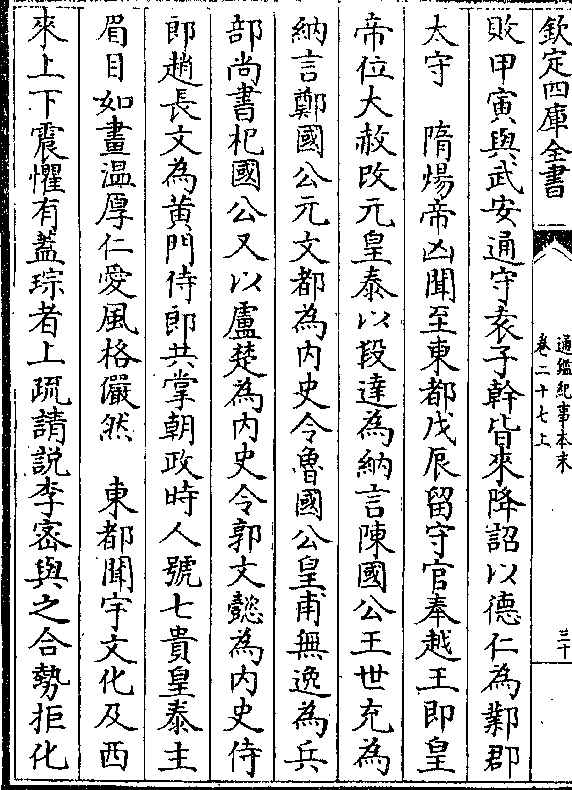 欽定四庫全書
通鑑紀事本末
卷二十七上
三十
敗甲寅與武安通守袁子幹皆來降詔以德仁為鄴郡
太守　隋煬帝凶聞至東都戊辰留守官奉越王即皇
帝位大赦改元皇泰以段達為納言陳國公王世充為
納言鄭國公元文都為內史令魯國公皇甫無逸為兵
部尚書杞國公又以盧楚為內史令郭文懿為內史侍
郎趙長文為黄門侍郎共掌朝政時人號七貴皇泰主
眉目如畫温厚仁愛風格儼然　東都聞宇文化及西
來上下震懼有蓋琮者上疏請説李宻與之合勢拒化